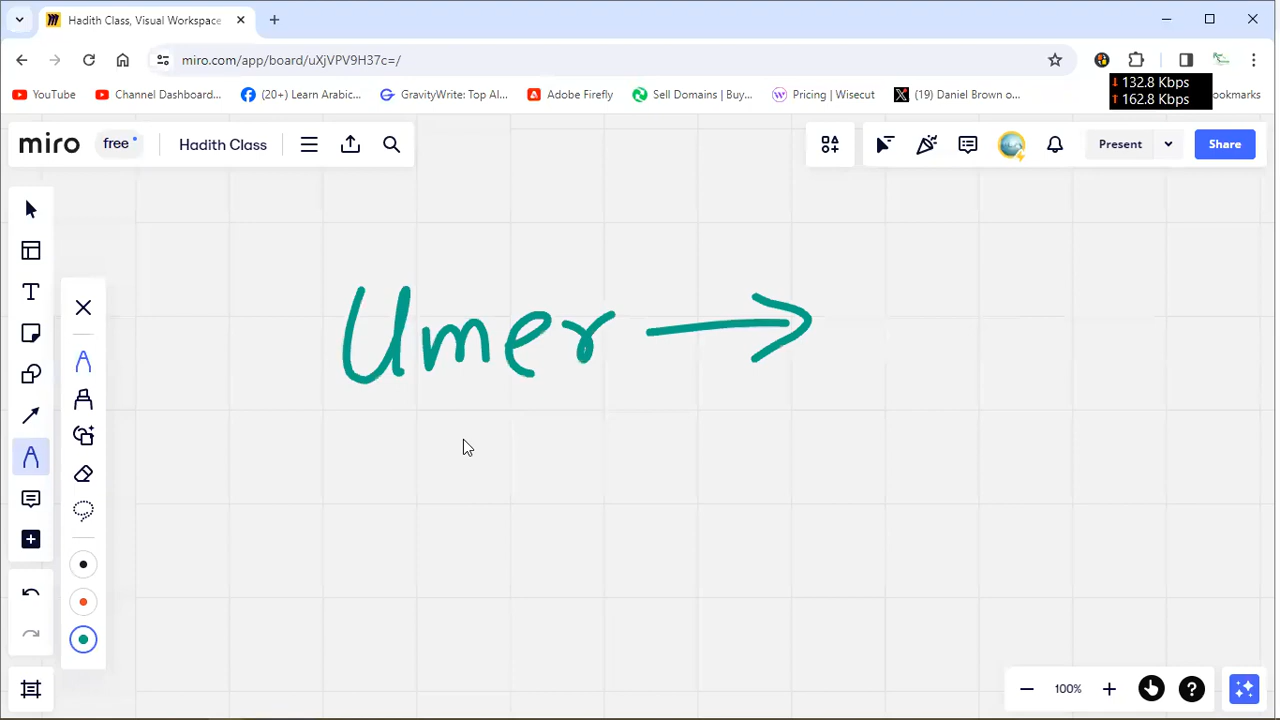 Hadith Class, Visual Workspace
miro.com/app/board/uXjVPV9H37c=/
YouTube
Channel Dashboard...
(20+) Learn Arabic...
AI...
Adobe Firefly
Sell Domains | Buy...
Pricing | Wisecut
(19) Daniel Brown o...
132.8 Kbps
162.8 Kbps
miro
free
Hadith Class
Present
Share
Umer →
100%